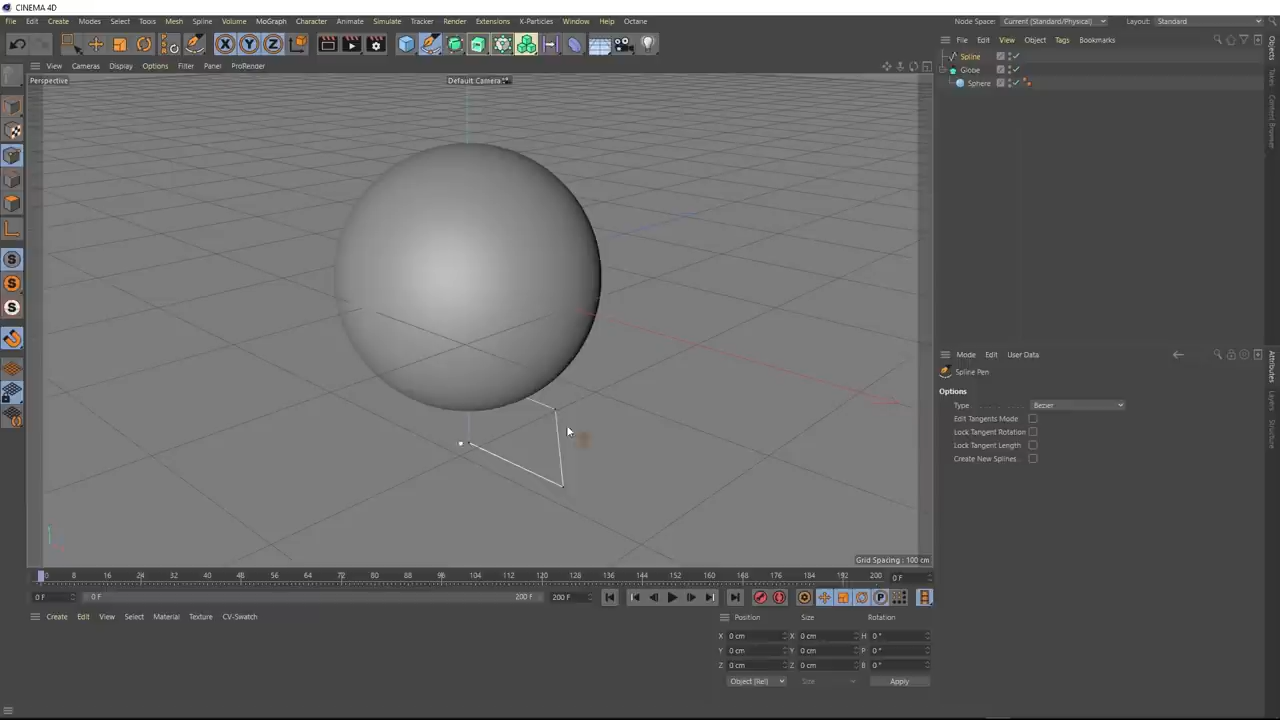 CINEMA 4D
File Edit Create Modes Select Tools Mesh Spline Volume MoGraph Character Animate Simulate Tracker Render Extensions K-Particles Window Help Octane
Node Space: Current (Standard/Physical) Layout: Standard
X Y Z
File Edit View Object Tags Bookmarks
View Cameras Display Options Filter Panel ProRender
Perspective
Default Camera
Spline
Globe
Sphere
Objects
Takes
Content Browser
S
S
S
Mode Edit User Data
Spline Pen
Options
Type Bezier
Edit Tangents Mode
Lock Tangent Rotation
Lock Tangent Length
Create New Splines
Attributes
Layers
Structure
Grid Spacing : 100 cm
0 8 16 24 32 40 48 56 64 72 80 88 96 104 112 120 128 136 144 152 160 168 176 184 192 200 0 F
0 F 0 F 200 F 200 F
P
Create Edit View Select Material Texture CV-Swatch
Position Size Rotation
X 0 cm X 0 cm H 0 °
Y 0 cm Y 0 cm P 0 °
Z 0 cm Z 0 cm B 0 °
Object (Rel) Size Apply